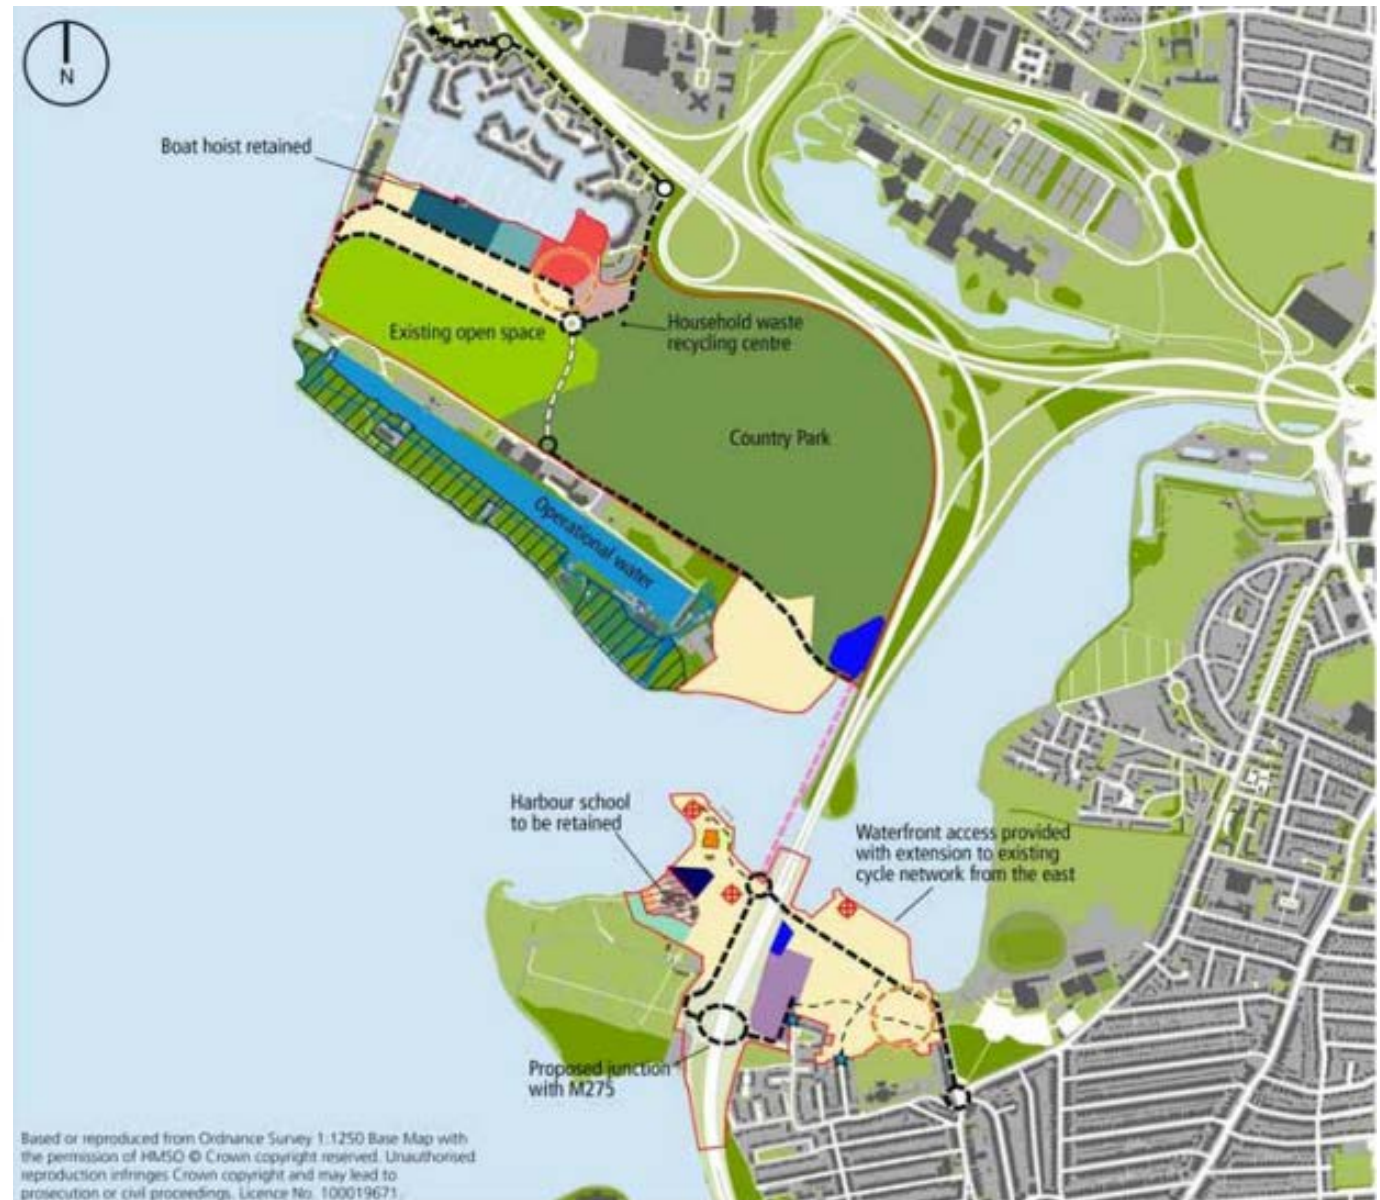 N
Boat hoist retained
Existing open space
Household waste
recycling centre
Country Park
Operational water
Harbour school
to be retained
Waterfront access provided
with extension to existing
cycle network from the east
Proposed junction
with M275
Based or reproduced from Ordnance Survey 1:1250 Base Map with
the permission of HMSO © Crown copyright reserved. Unauthorised
reproduction infringes Crown copyright and may lead to
prosecution or civil proceedings. Licence No. 100019671.